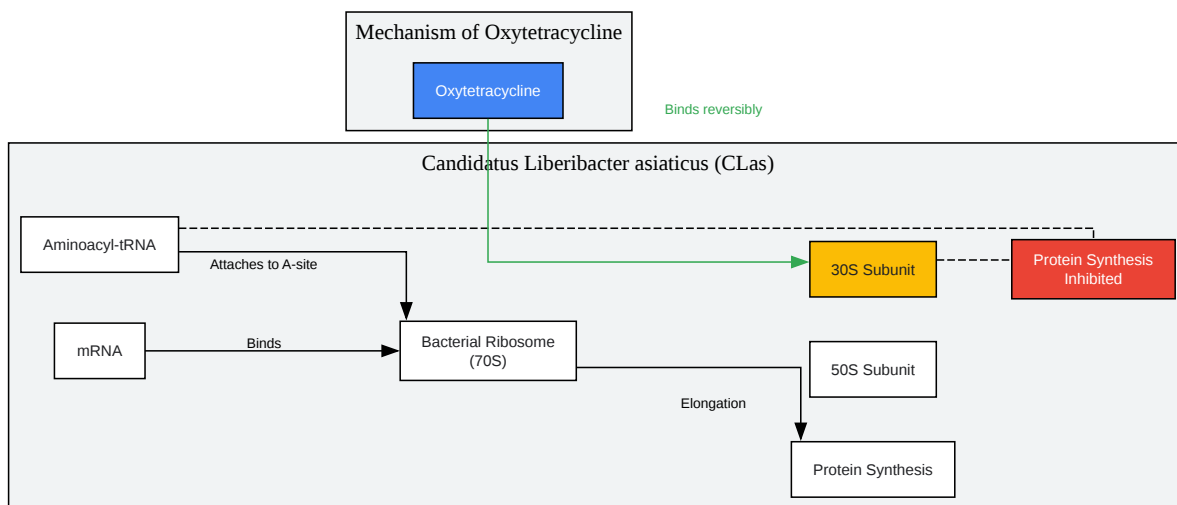 Mechanism of Oxytetracycline
Oxytetracycline
Binds reversibly
Candidatus Liberibacter asiaticus (CLas)
Aminoacyl-tRNA
Attaches to A-site
30S Subunit
Protein Synthesis
Inhibited
mRNA
Binds
Bacterial Ribosome
(70S)
50S Subunit
Elongation
Protein Synthesis